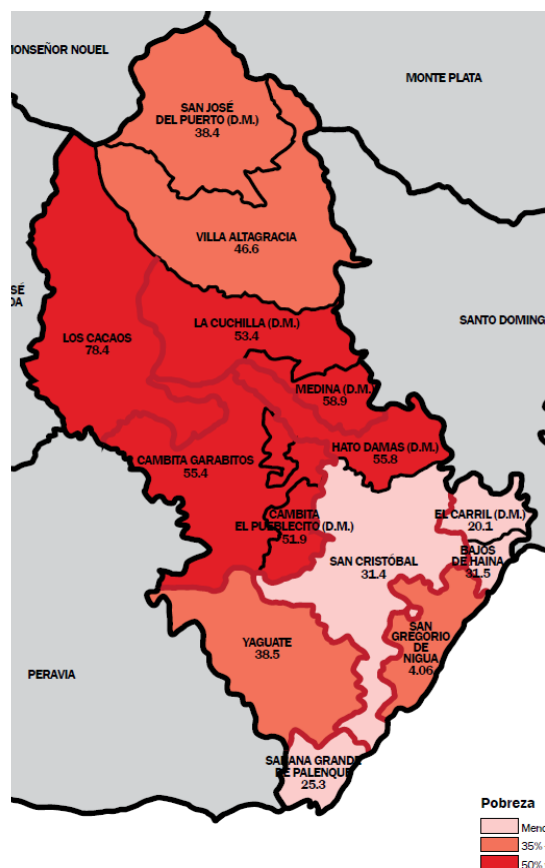 MONSEÑOR NOUEL
MONTE PLATA
SAN JOSÉ
DEL PUERTO (D.M.)
38.4
VILLA ALTAGRACIA
46.6
SÉ
OA
SANTO DOMING
LA CUCHILLA (D.M.)
53.4
LOS CACAOS
78.4
MEDINA (D.M.)
58.9
HATO DAMAS (D.M.)
55.8
CAMBITA GARABITOS
55.4
CAMBITA
EL PUEBLECITO (D.M.)
51.9
EL CARRIL (D.M.)
20.1
BAJOS
DE HAINA
31.5
SAN CRISTÓBAL
31.4
SAN
GREGORIO
DE
NIGUA
4.06
YAGUATE
38.5
PERAVIA
SABANA GRANDE
DE PALENQUE
25.3
Pobreza
Meno
35%
50%